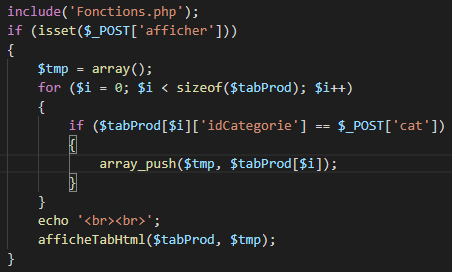 include('Fonctions.php');
if (isset($_POST['afficher']))
{
    $tmp = array();
    for ($i = 0; $i < sizeof($tabProd); $i++)
    {
        if ($tabProd[$i]['idCategorie'] == $_POST['cat'])
        {
            array_push($tmp, $tabProd[$i]);
        }
    }
    echo '<br><br>';
    afficheTabHtml($tabProd, $tmp);
}